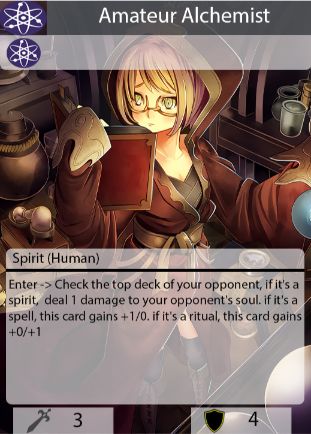 Amateur Alchemist
Spirit (Human)
Enter -> Check the top deck of your opponent, if it's a
spirit, deal 1 damage to your opponent's soul. if it's a
spell, this card gains +1/0. if it's a ritual, this card gains
+0/+1
3
4